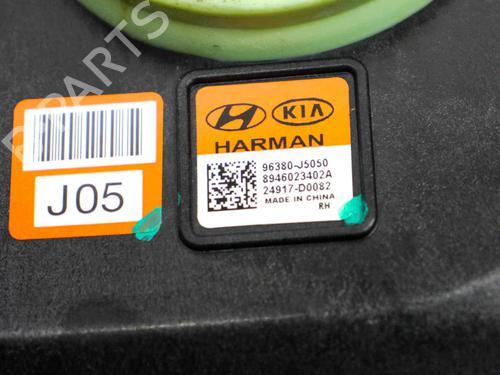 KIA
HARMAN
96380-J5050
8946023402A
24917-D0082
MADE IN CHINA
RH
J05